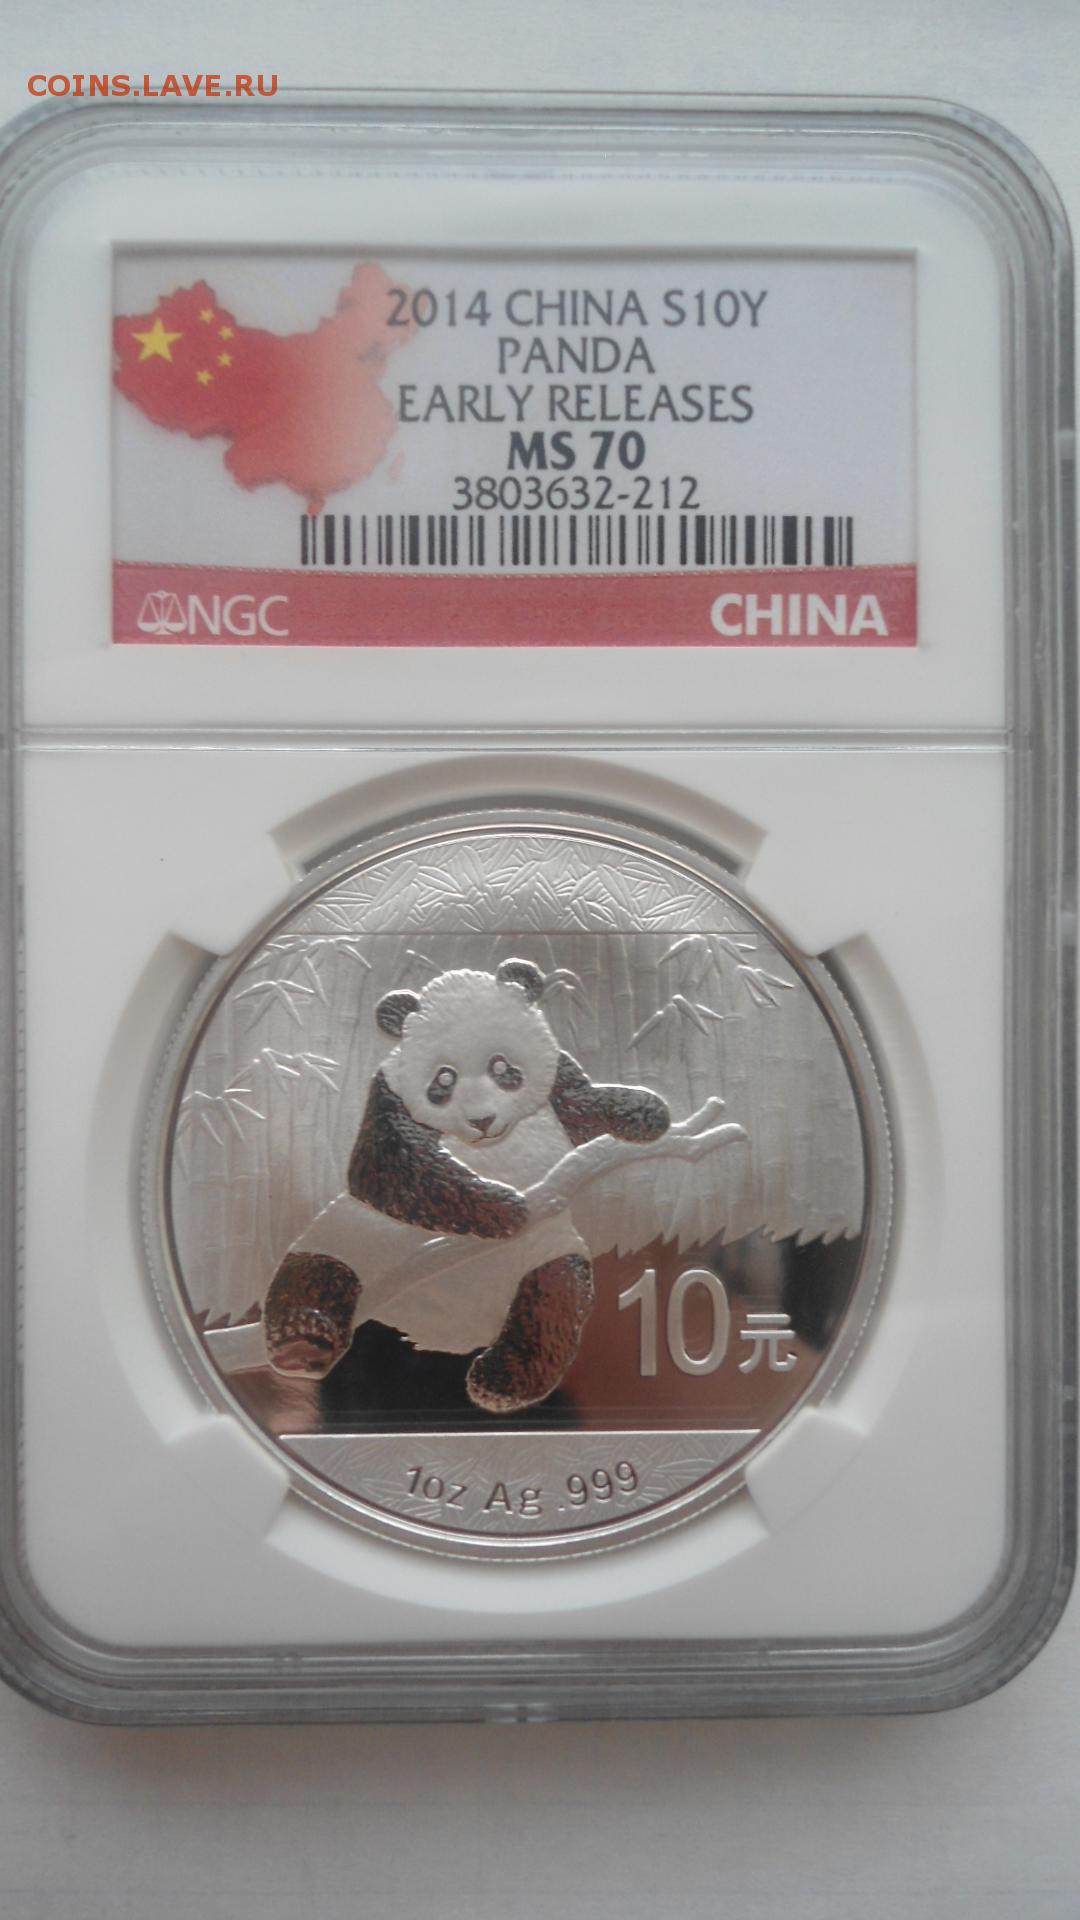 COINS.LAVE.RU
2014 CHINA S10Y
PANDA
EARLY RELEASES
MS 70
3803632-212
NGC
CHINA
10元
1oz Ag .999